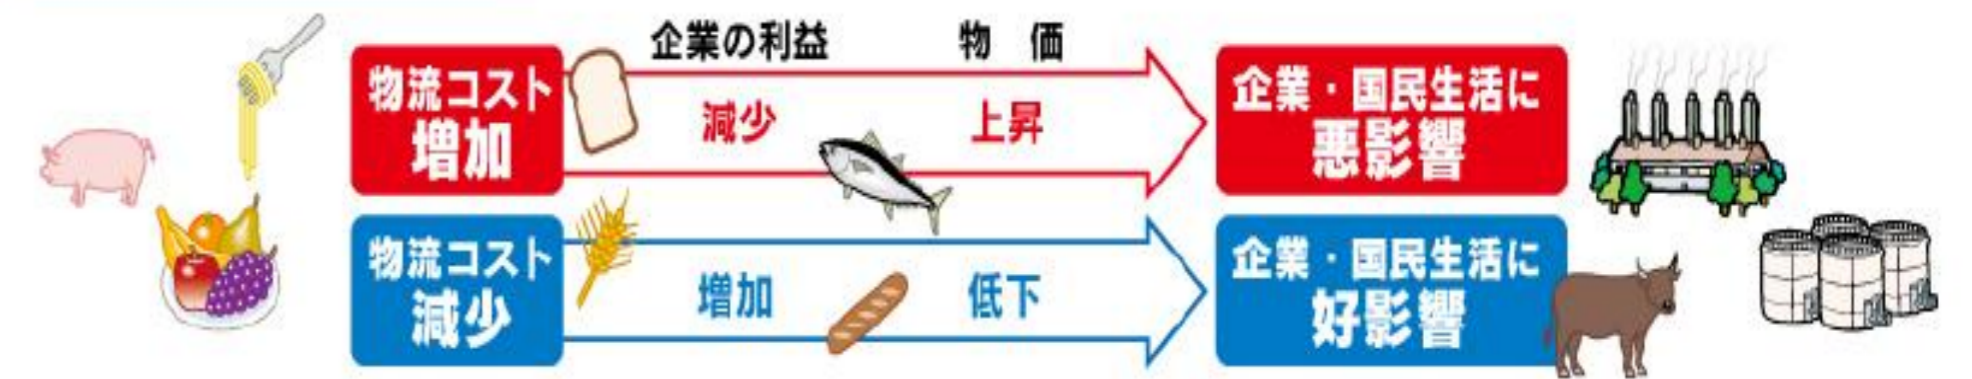 企業の利益　物　価
物流コスト
増加
減少　上昇
企業・国民生活に
悪影響
物流コスト
減少
増加　低下
企業・国民生活に
好影響